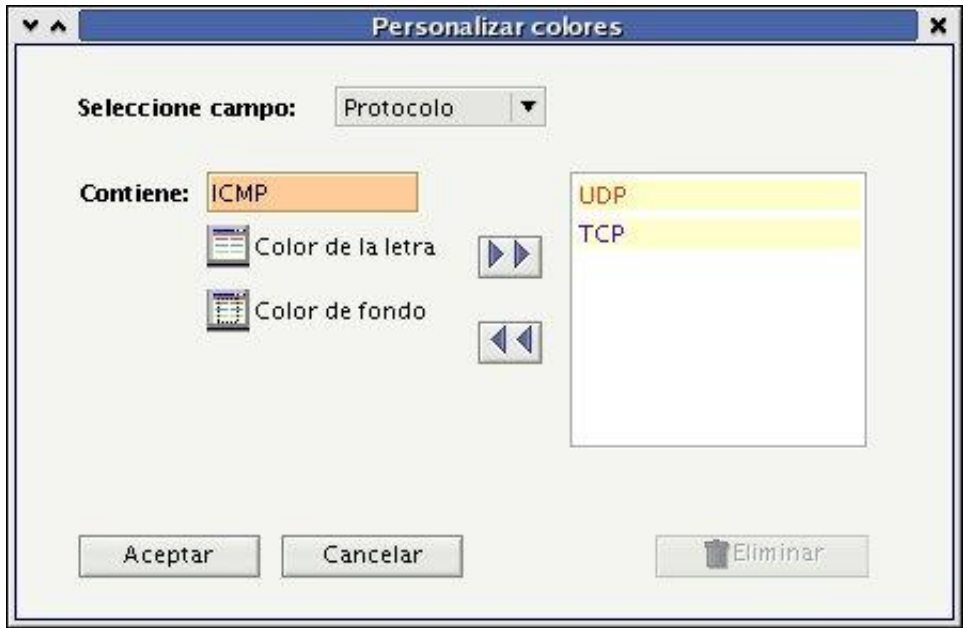 Personalizar colores
Seleccione campo: Protocolo
Contiene: ICMP
UDP
TCP
Color de la letra
Color de fondo
Aceptar
Cancelar
Eliminar